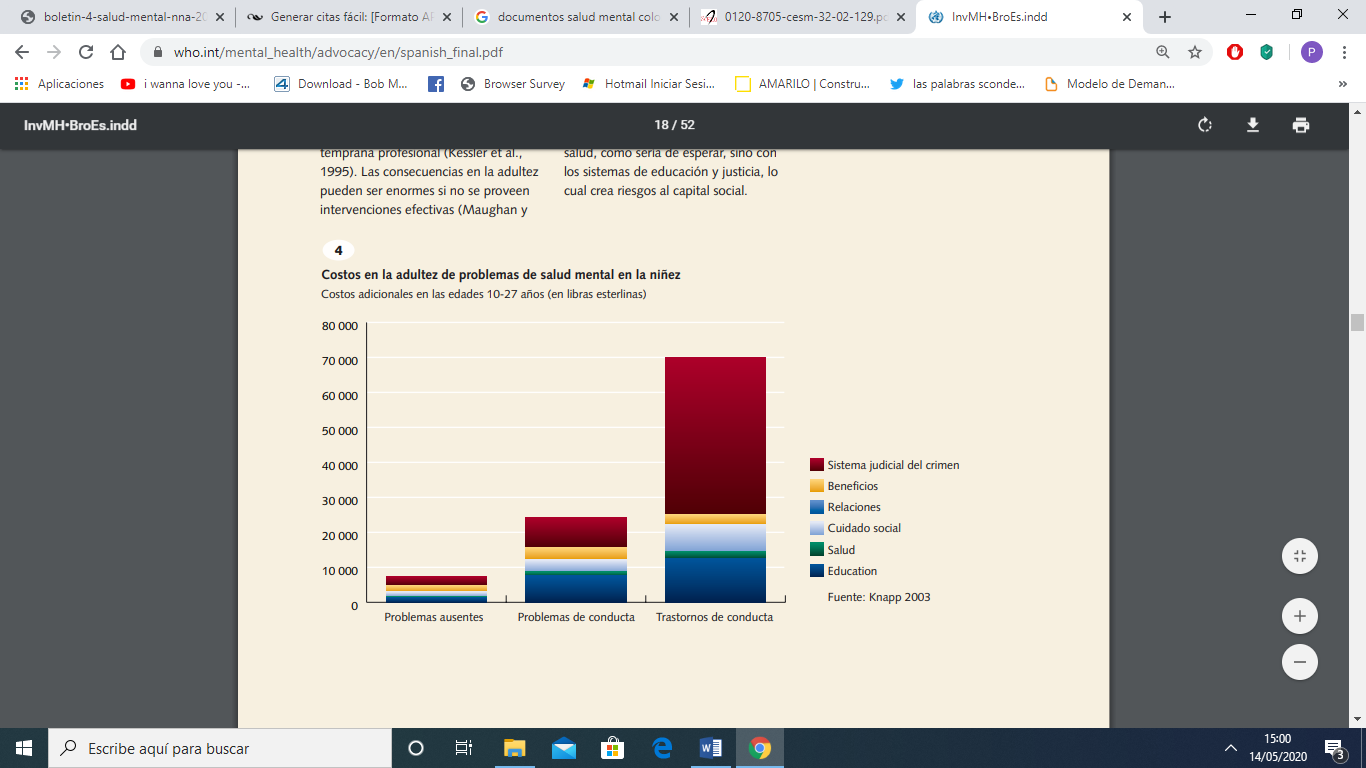 boletin-4-salud-mental-nna-20
Generar citas fácil: [Formato AP
documentos salud mental colo
0120-8705-cesm-32-02-129.pd
InvMH•BroEs.indd
who.int/mental_health/advocacy/en/spanish_final.pdf
P
Aplicaciones
i wanna love you -...
Download - Bob M...
Browser Survey
Hotmail Iniciar Sesi...
AMARILO | Constru...
las palabras sconde...
Modelo de Deman...
»
InvMH•BroEs.indd
18 / 52
temprana profesional (Kessler et al.,
1995). Las consecuencias en la adultez
pueden ser enormes si no se proveen
intervenciones efectivas (Maughan y
salud, como sería de esperar, sino con
los sistemas de educación y justicia, lo
cual crea riesgos al capital social.
4
Costos en la adultez de problemas de salud mental en la niñez
Costos adicionales en las edades 10-27 años (en libras esterlinas)
80 000
70 000
60 000
50 000
40 000
30 000
20 000
10 000
0
Problemas ausentes
Problemas de conducta
Trastornos de conducta
Sistema judicial del crimen
Beneficios
Relaciones
Cuidado social
Salud
Education
Fuente: Knapp 2003
Escribe aquí para buscar
15:00
14/05/2020
3